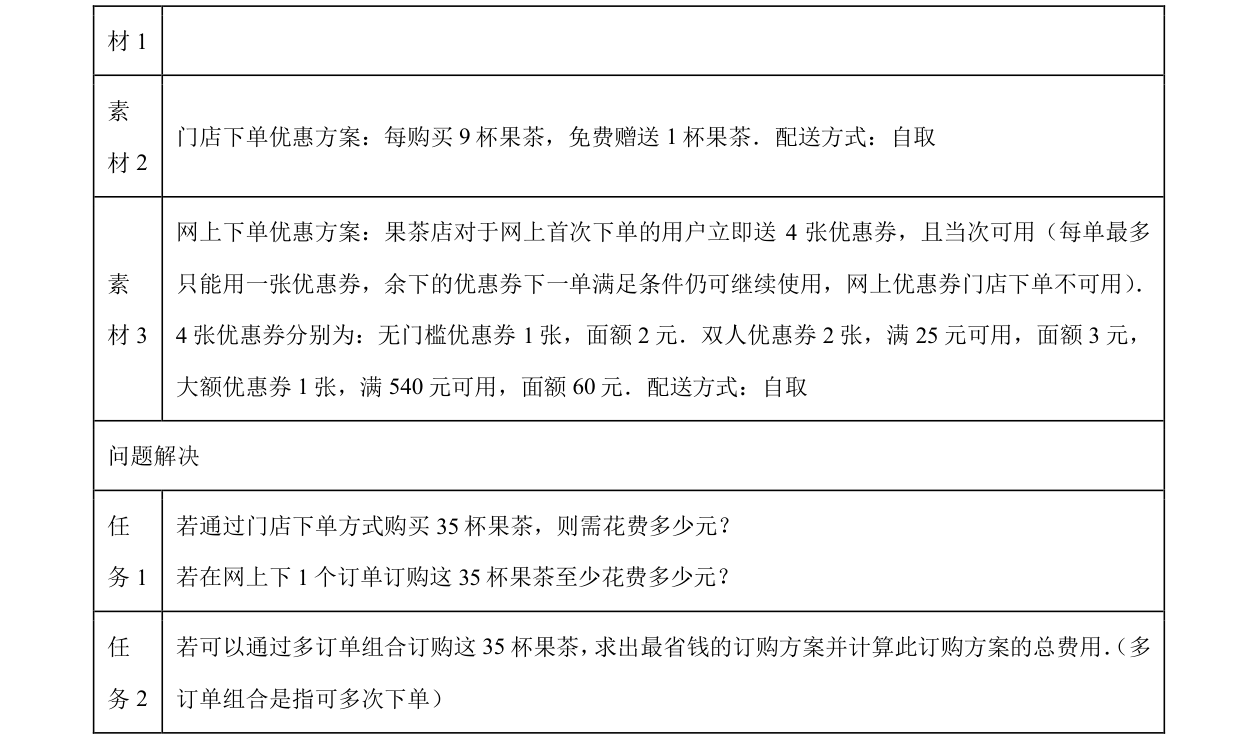 材 1
素
材 2
门店下单优惠方案：每购买 9 杯果茶，免费赠送 1 杯果茶．配送方式：自取
素
材 3
网上下单优惠方案：果茶店对于网上首次下单的用户立即送 4 张优惠券，且当次可用（每单最多
只能用一张优惠券，余下的优惠券下一单满足条件仍可继续使用，网上优惠券门店下单不可用）．
4 张优惠券分别为：无门槛优惠券 1 张，面额 2 元．双人优惠券 2 张，满 25 元可用，面额 3 元，
大额优惠券 1 张，满 540 元可用，面额 60 元．配送方式：自取
问题解决
任
务 1
若通过门店下单方式购买 35 杯果茶，则需花费多少元？
若在网上下 1 个订单订购这 35 杯果茶至少花费多少元？
任
务 2
若可以通过多订单组合订购这 35 杯果茶，求出最省钱的订购方案并计算此订购方案的总费用．（多
订单组合是指可多次下单）